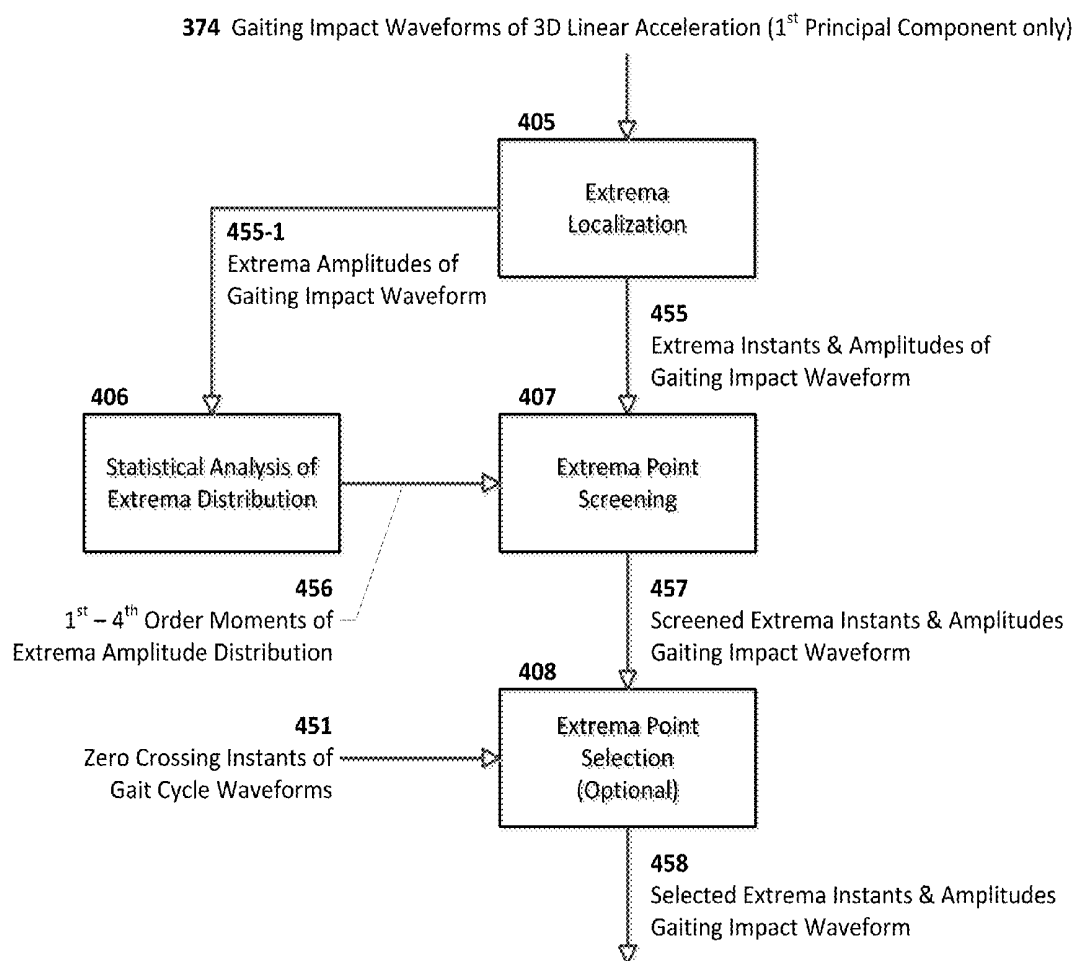 374 Gaiting Impact Waveforms of 3D Linear Acceleration (1st Principal Component only)
405
Extrema
Localization
455-1
Extrema Amplitudes of
Gaiting Impact Waveform
455
Extrema Instants & Amplitudes of
Gaiting Impact Waveform
406
Statistical Analysis of
Extrema Distribution
407
Extrema Point
Screening
456
1st – 4th Order Moments of
Extrema Amplitude Distribution
457
Screened Extrema Instants & Amplitudes
Gaiting Impact Waveform
408
Extrema Point
Selection
(Optional)
451
Zero Crossing Instants of
Gait Cycle Waveforms
458
Selected Extrema Instants & Amplitudes
Gaiting Impact Waveform